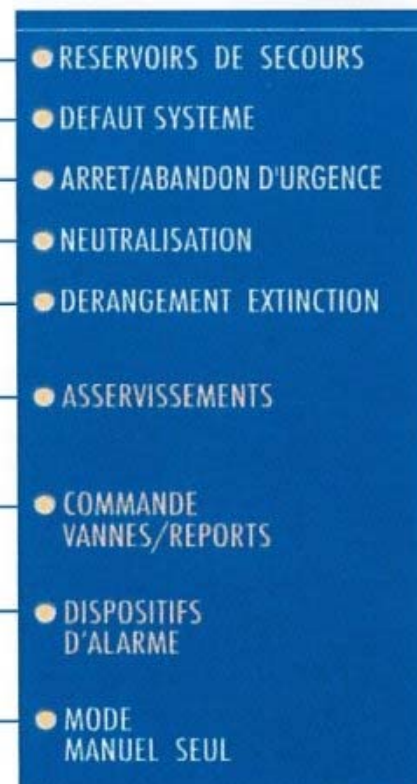 RESERVOIRS DE SECOURS
DEFAUT SYSTEME
ARRET/ABANDON D'URGENCE
NEUTRALISATION
DERANGEMENT EXTINCTION
ASSERVISSEMENTS
COMMANDE
VANNES/REPORTS
DISPOSITIFS
D'ALARME
MODE
MANUEL SEUL